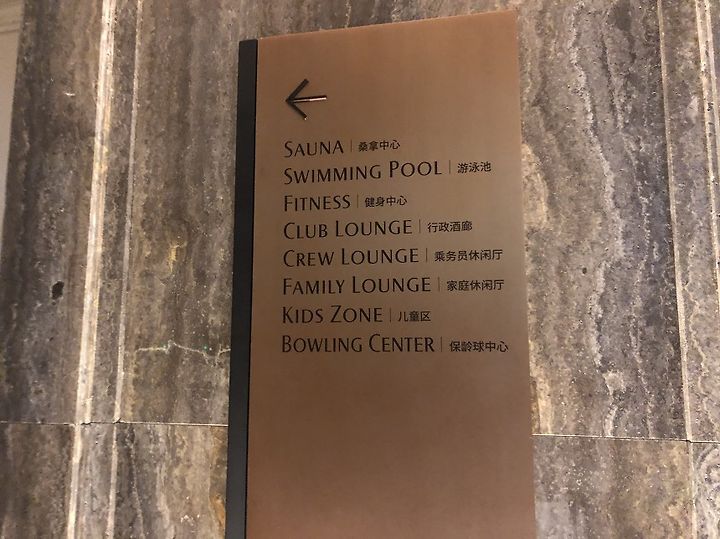 SAUNA | 桑拿中心
SWIMMING POOL | 游泳池
FITNESS | 健身中心
CLUB LOUNGE | 行政酒廊
CREW LOUNGE | 乘务员休闲厅
FAMILY LOUNGE | 家庭休闲厅
KIDS ZONE | 儿童区
BOWLING CENTER | 保龄球中心